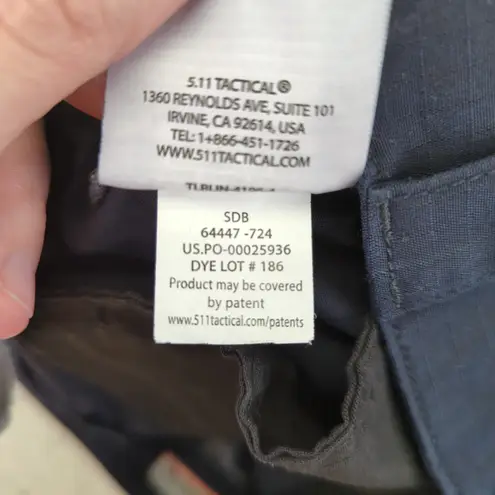 5.11 TACTICAL®
1360 REYNOLDS AVE, SUITE 101
IRVINE, CA 92614, USA
TEL: 1+866-451-1726
WWW.511TACTICAL.COM
SDB
64447 -724
US.PO-00025936
DYE LOT # 186
Product may be covered
by patent
www.511tactical.com/patents